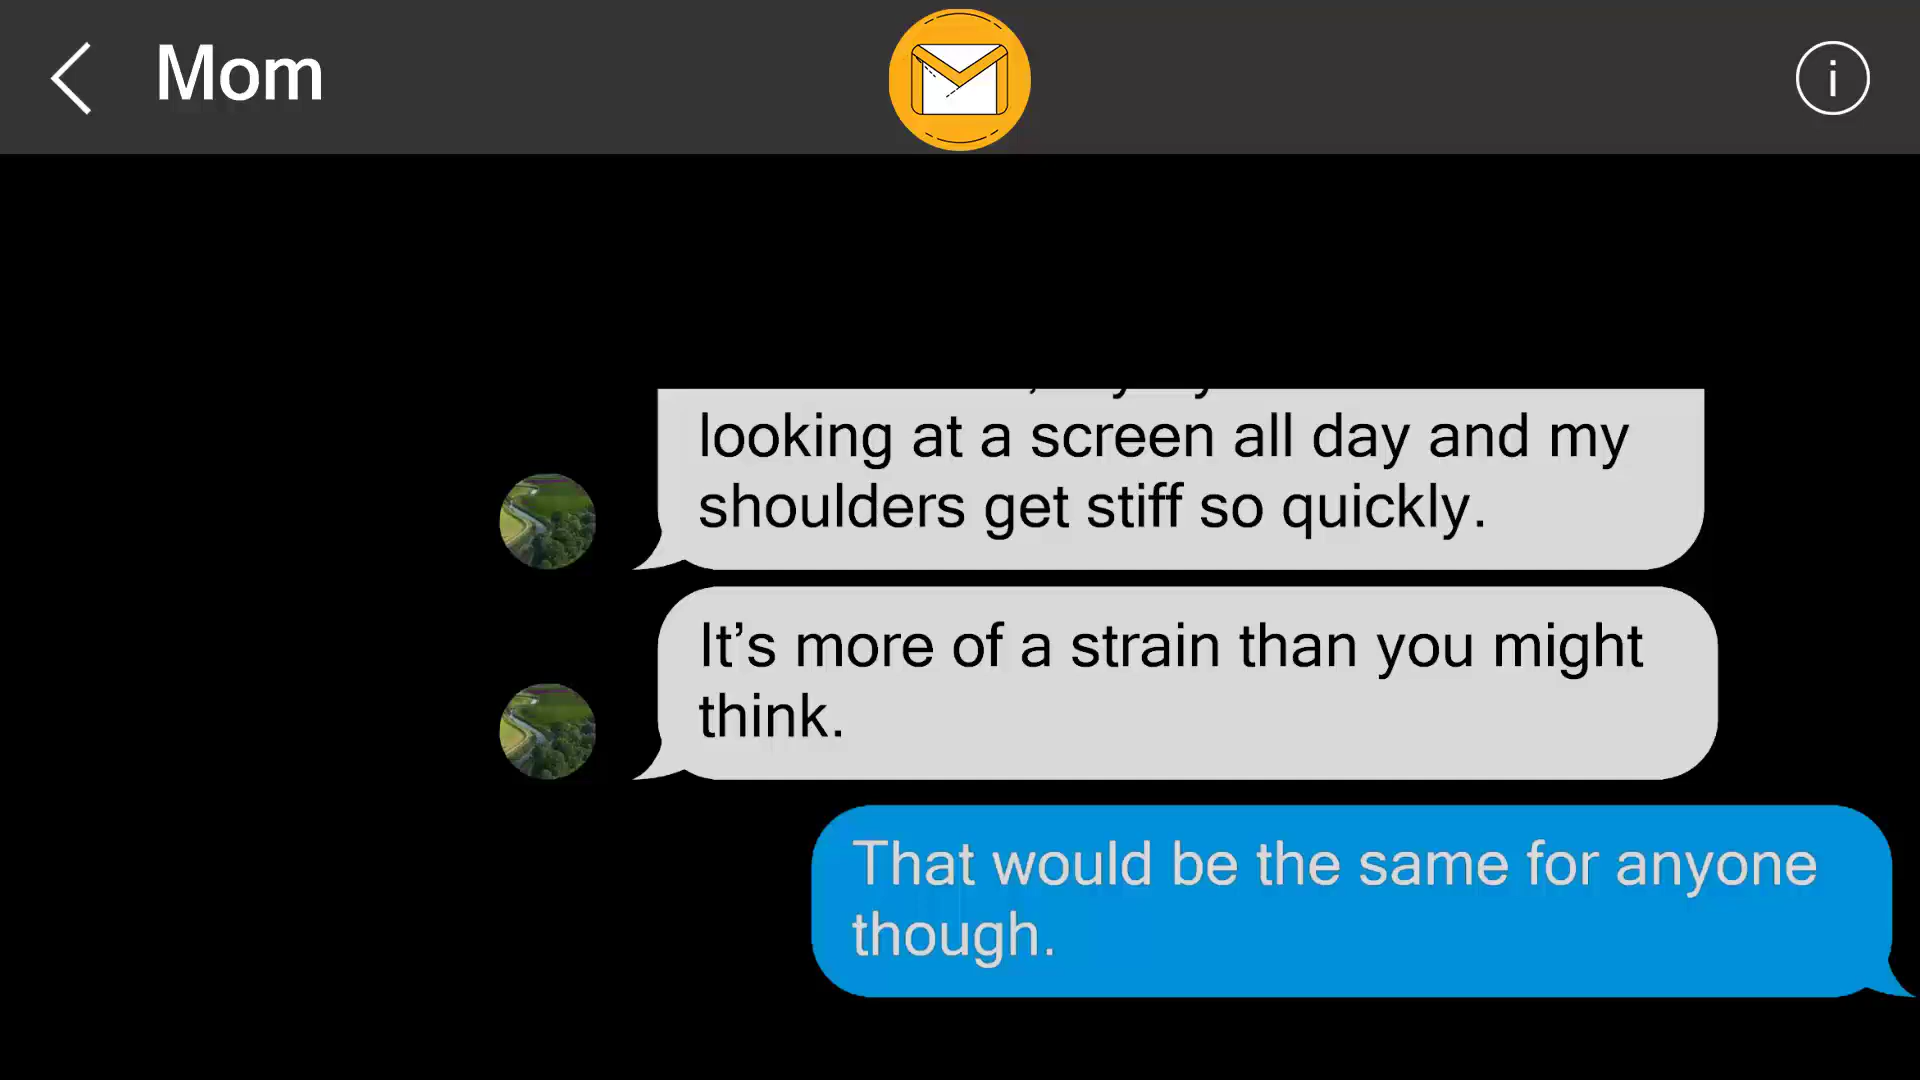 Mom
i
looking at a screen all day and my
shoulders get stiff so quickly.
It’s more of a strain than you might
think.
That would be the same for anyone
though.